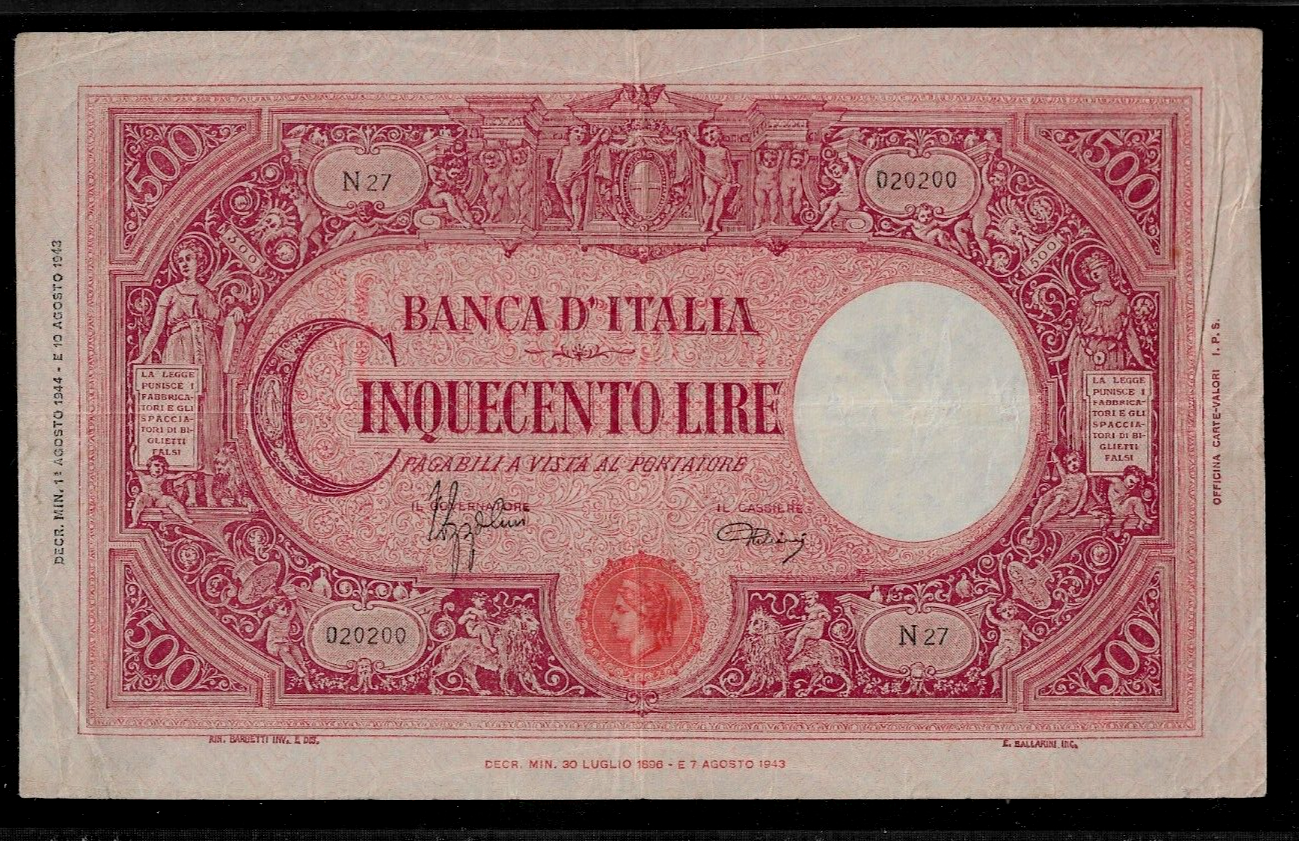 500
500
N 27
020200
500
500
BANCA D'ITALIA
CINQUECENTO LIRE
PAGABILI A VISTA AL PORTATORE
IL GOVERNATORE
IL CASSIERE
LA LEGGE
PUNISCE I
FABBRICA-
TORI E GLI
SPACCIA-
TORI DI BI-
GLIETTI
FALSI
LA LEGGE
PUNISCE I
FABBRICA-
TORI E GLI
SPACCIA-
TORI DI BI-
GLIETTI
FALSI
020200
N 27
500
500
RIN. BARBETTI INV. E DIS.
E. BALLARINI INC.
DECR. MIN. 30 LUGLIO 1896 - E 7 AGOSTO 1943
DECR. MIN. 1º AGOSTO 1944 - E 10 AGOSTO 1943
OFFICINA CARTE-VALORI I. P. S.